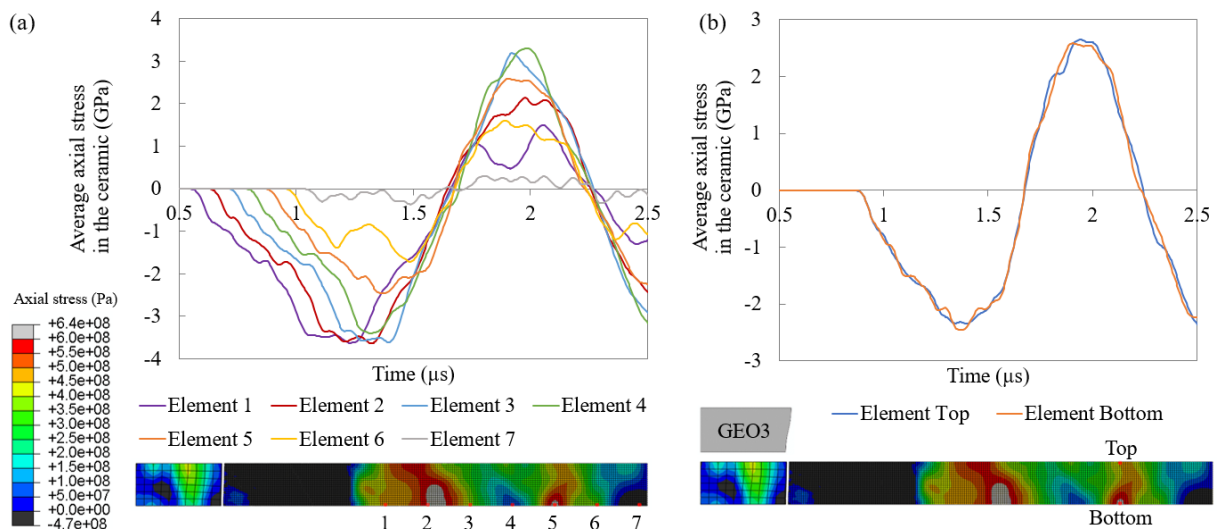 (a)
Average axial stress
in the ceramic (GPa)
4
3
2
1
0
-1
-2
-3
-4
0.5
1
1.5
2
2.5
Time (µs)
Element 1
Element 2
Element 3
Element 4
Element 5
Element 6
Element 7
Axial stress (Pa)
+6.4e+08
+6.0e+08
+5.5e+08
+5.0e+08
+4.5e+08
+4.0e+08
+3.5e+08
+3.0e+08
+2.5e+08
+2.0e+08
+1.5e+08
+1.0e+08
+5.0e+07
+0.0e+00
-4.7e+08
1 2 3 4 5 6 7
(b)
Average axial stress
in the ceramic (GPa)
3
2
1
0
-1
-2
-3
0.5
1
1.5
2
2.5
Time (µs)
GEO3
Element Top
Element Bottom
Top
Bottom